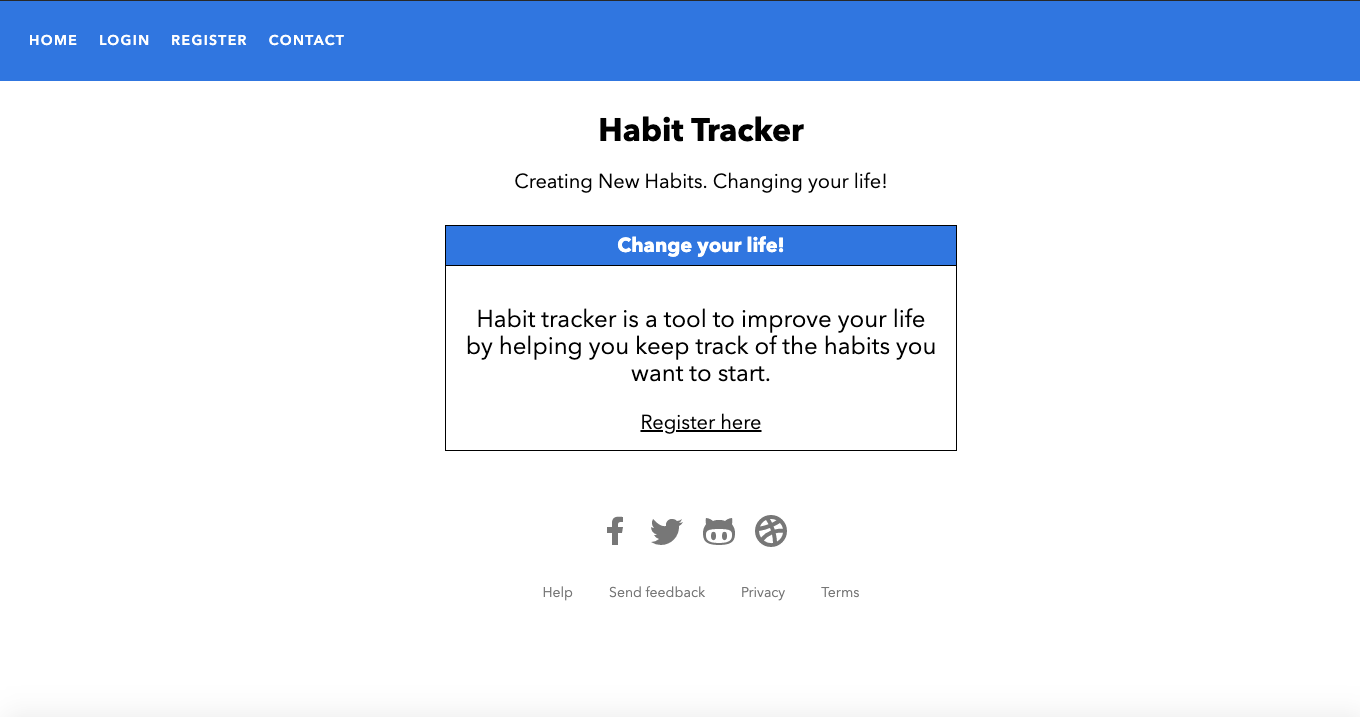 HOME LOGIN REGISTER CONTACT
Habit Tracker
Creating New Habits. Changing your life!
Change your life!
Habit tracker is a tool to improve your life
by helping you keep track of the habits you
want to start.
Register here
Help Send feedback Privacy Terms